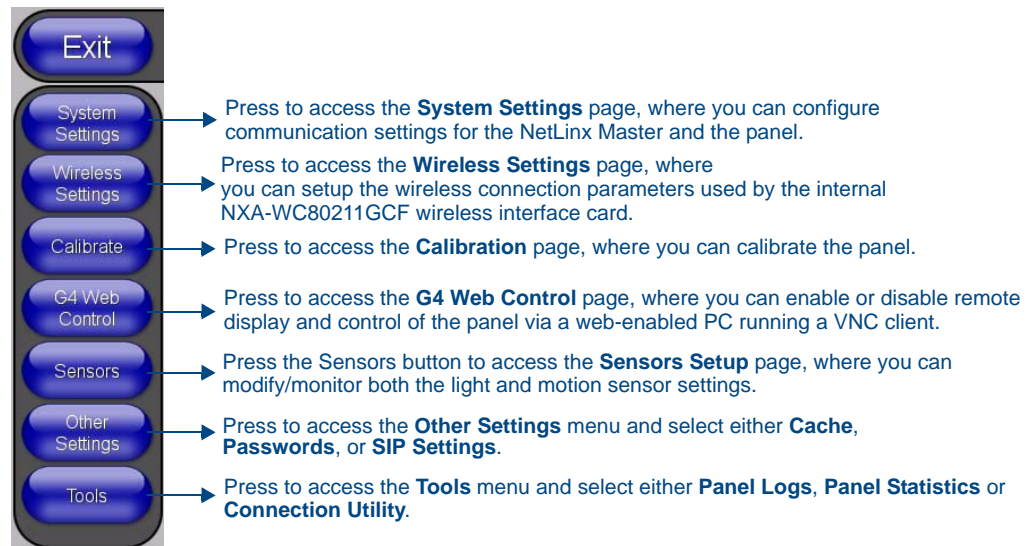 Exit
System
Settings
Press to access the System Settings page, where you can configure
communication settings for the NetLinx Master and the panel.
Wireless
Settings
Press to access the Wireless Settings page, where
you can setup the wireless connection parameters used by the internal
NXA-WC80211GCF wireless interface card.
Calibrate
Press to access the Calibration page, where you can calibrate the panel.
G4 Web
Control
Press to access the G4 Web Control page, where you can enable or disable remote
display and control of the panel via a web-enabled PC running a VNC client.
Sensors
Press the Sensors button to access the Sensors Setup page, where you can
modify/monitor both the light and motion sensor settings.
Other
Settings
Press to access the Other Settings menu and select either Cache,
Passwords, or SIP Settings.
Tools
Press to access the Tools menu and select either Panel Logs, Panel Statistics or
Connection Utility.